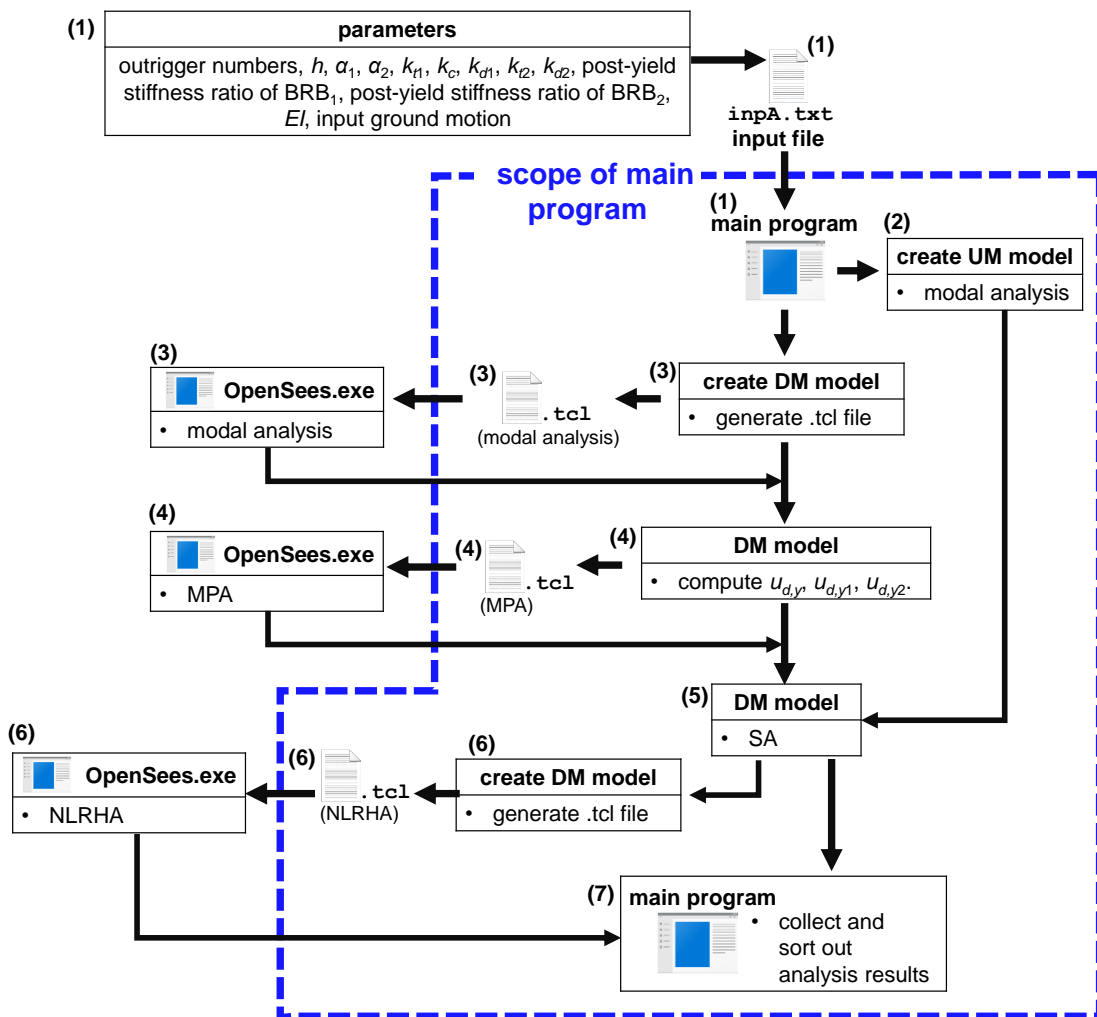 (1)
parameters
outrigger numbers, h, α1, α2, kt1, kc, kd1, kt2, kd2, post-yield
stiffness ratio of BRB1, post-yield stiffness ratio of BRB2,
EI, input ground motion
(1)
inpA.txt
input file
scope of main
program
(1)
main program
(2)
create UM model
• modal analysis
(3)
OpenSees.exe
• modal analysis
(3)
.tcl
(modal analysis)
(3)
create DM model
• generate .tcl file
(4)
OpenSees.exe
• MPA
(4)
.tcl
(MPA)
(4)
DM model
• compute ud,y, ud,y1, ud,y2.
(5)
DM model
• SA
(6)
OpenSees.exe
• NLRHA
(6)
.tcl
(NLRHA)
(6)
create DM model
• generate .tcl file
(7)
main program
• collect and
sort out
analysis results